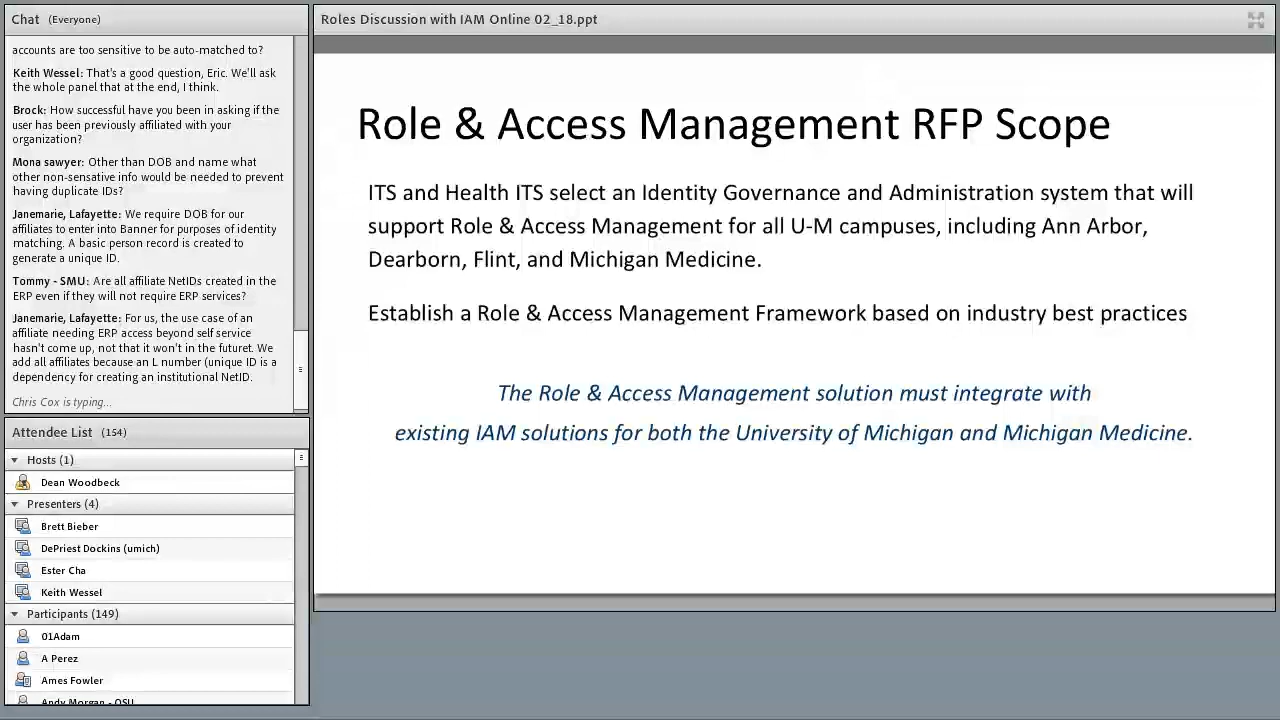 Chat (Everyone)
accounts are too sensitive to be auto-matched to?
Keith Wessel: That's a good question, Eric. We'll ask
the whole panel that at the end, I think.
Brock: How successful have you been in asking if the
user has been previously affiliated with your
organization?
Mona sawyer: Other than DOB and name what
other non-sensative info would be needed to prevent
having duplicate IDs?
Janemarie, Lafayette: We require DOB for our
affiliates to enter into Banner for purposes of identity
matching. A basic person record is created to
generate a unique ID.
Tommy - SMU: Are all affiliate NetIDs created in the
ERP even if they will not require ERP services?
Janemarie, Lafayette: For us, the use case of an
affiliate needing ERP access beyond self service
hasn't come up, not that it won't in the future!. We
add all affiliates because an L number (unique ID is a
dependency for creating an institutional NetID.
Chris Cox is typing...
Attendee List (154)
Hosts (1)
Dean Woodbeck
Presenters (4)
Brett Bieber
DePriest Dockins (umich)
Ester Cha
Keith Wessel
Participants (149)
01Adam
A Perez
Ames Fowler
Andy Morgan - OSU
Roles Discussion with IAM Online 02_18.ppt
Role & Access Management RFP Scope
ITS and Health ITS select an Identity Governance and Administration system that will
support Role & Access Management for all U-M campuses, including Ann Arbor,
Dearborn, Flint, and Michigan Medicine.
Establish a Role & Access Management Framework based on industry best practices
The Role & Access Management solution must integrate with
existing IAM solutions for both the University of Michigan and Michigan Medicine.